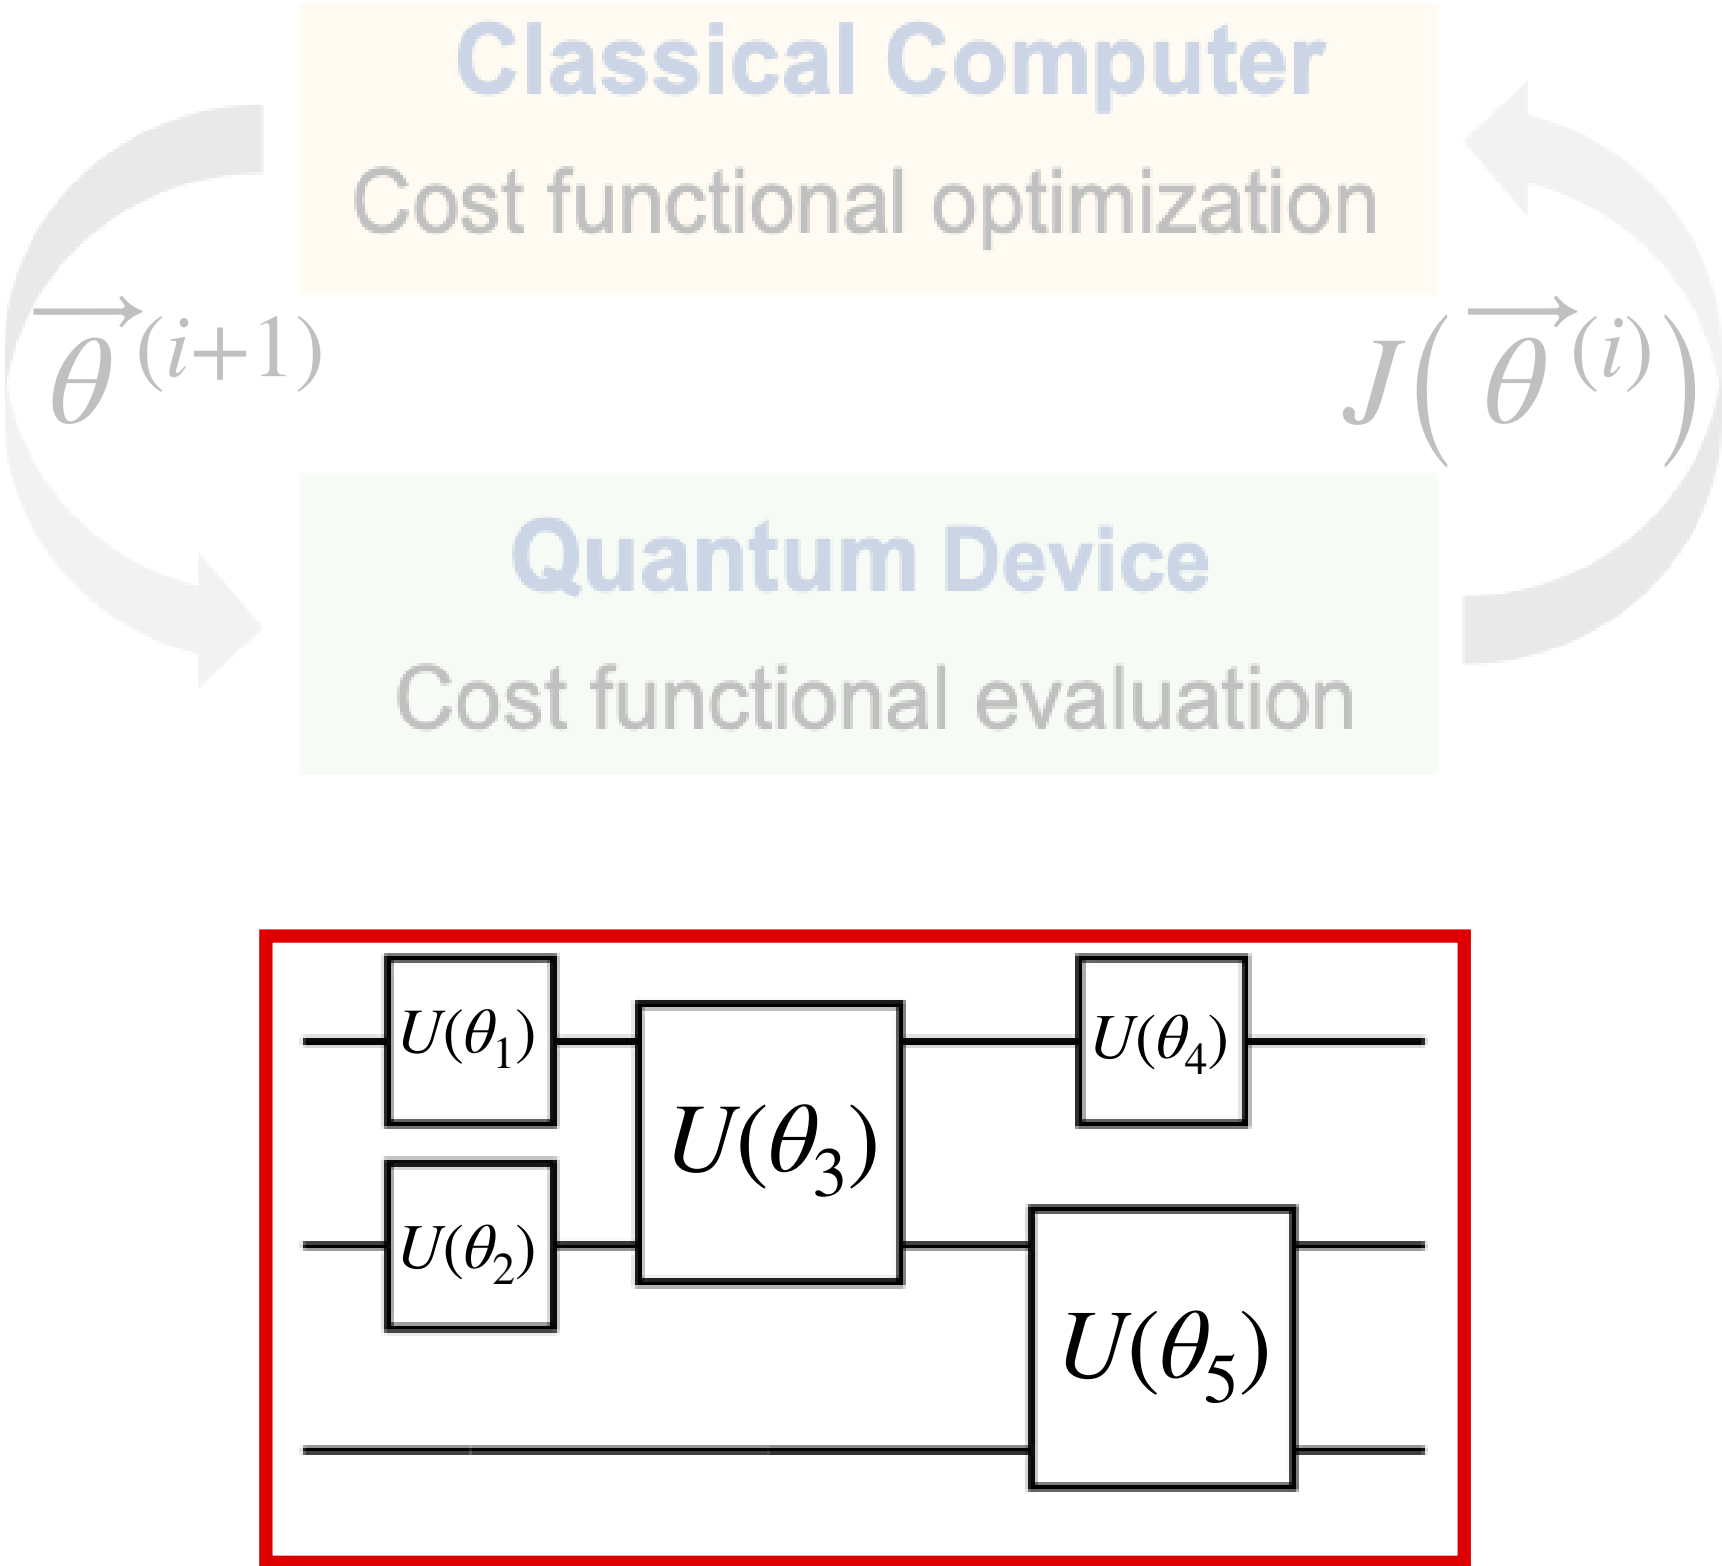 Classical Computer
Cost functional optimization
θ⃗^(i+1)
J(θ⃗^(i))
Quantum Device
Cost functional evaluation
U(θ₁)
U(θ₄)
U(θ₃)
U(θ₂)
U(θ₅)